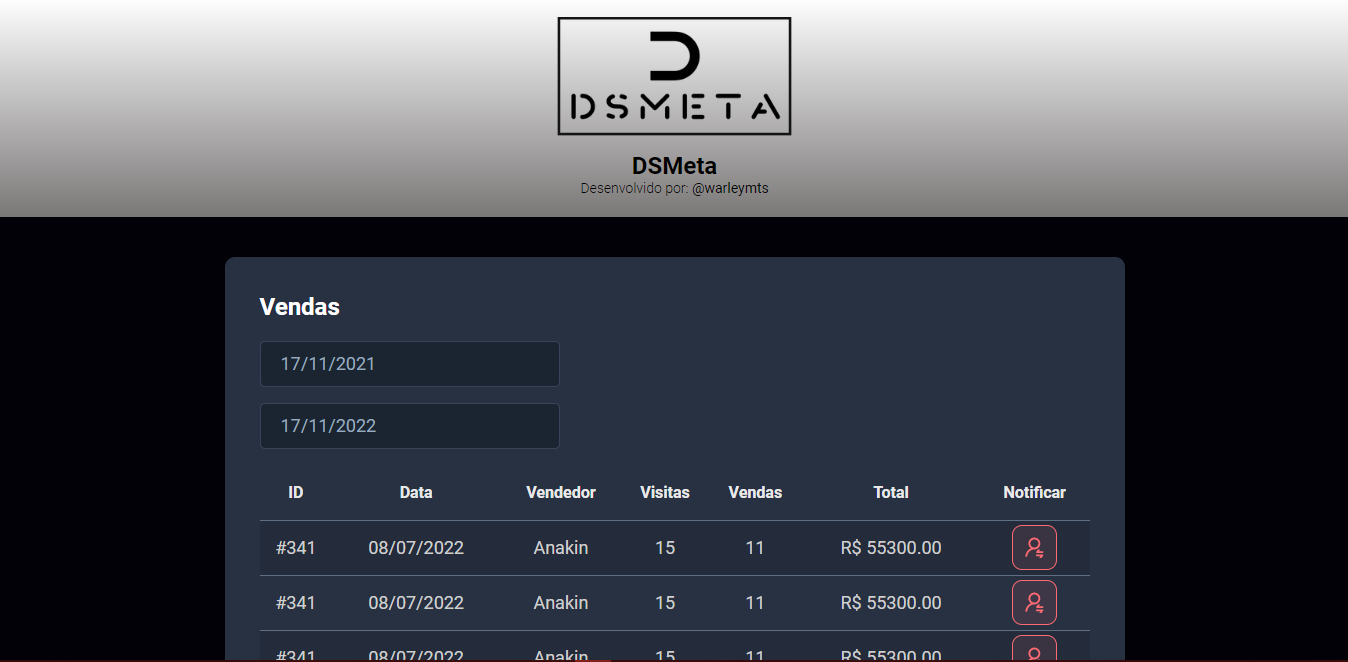 DSMETA
DSMeta
Desenvolvido por: @warleymts
Vendas
17/11/2021
17/11/2022
ID Data Vendedor Visitas Vendas Total Notificar
#341 08/07/2022 Anakin 15 11 R$ 55300.00
#341 08/07/2022 Anakin 15 11 R$ 55300.00
#341 08/07/2022 Anakin 15 11 R$ 55300.00